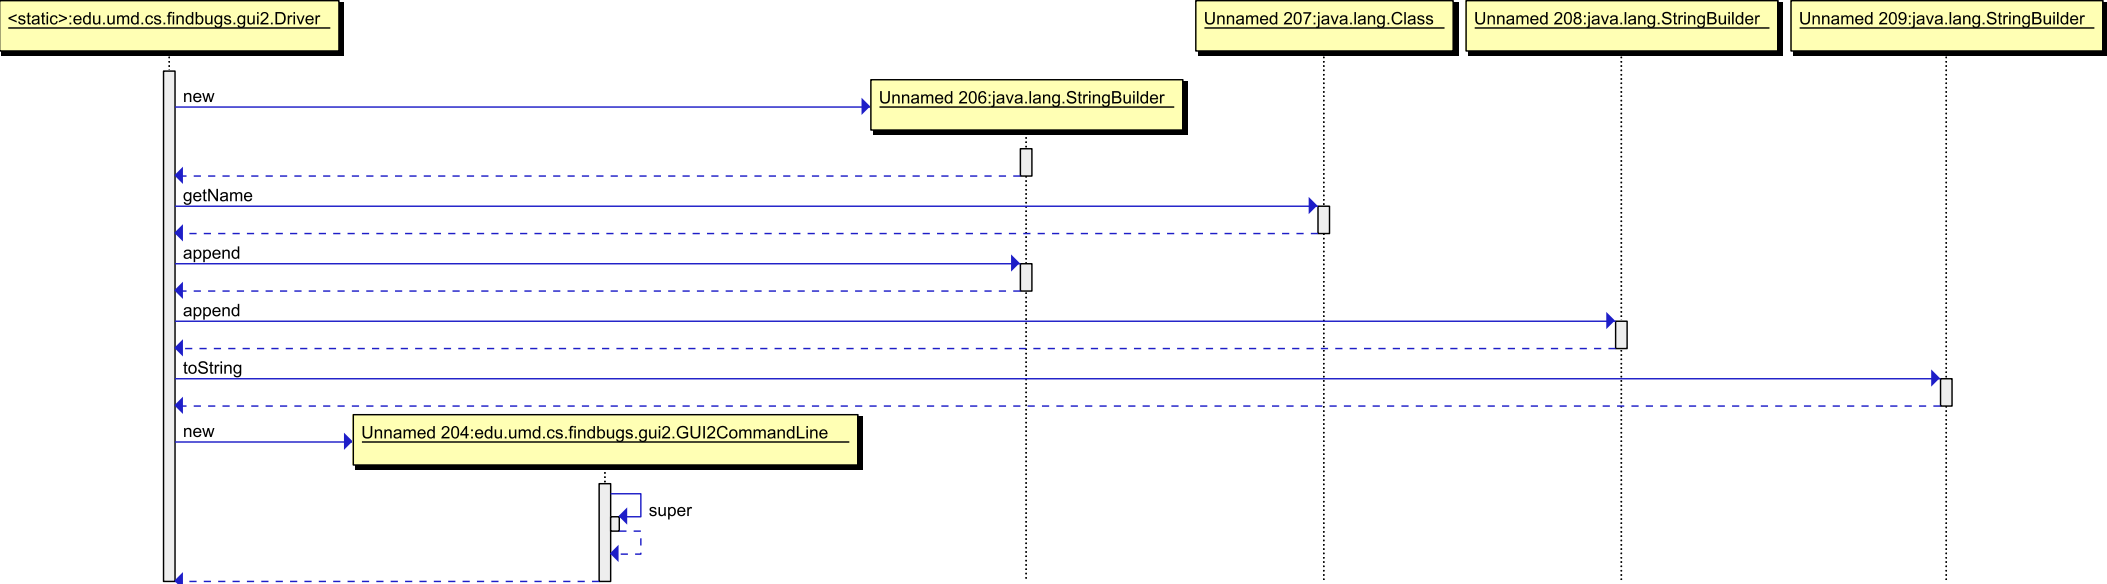 <static>:edu.umd.cs.findbugs.gui2.Driver
Unnamed 207:java.lang.Class
Unnamed 208:java.lang.StringBuilder
Unnamed 209:java.lang.StringBuilder
new
Unnamed 206:java.lang.StringBuilder
getName
append
append
toString
new
Unnamed 204:edu.umd.cs.findbugs.gui2.GUI2CommandLine
super